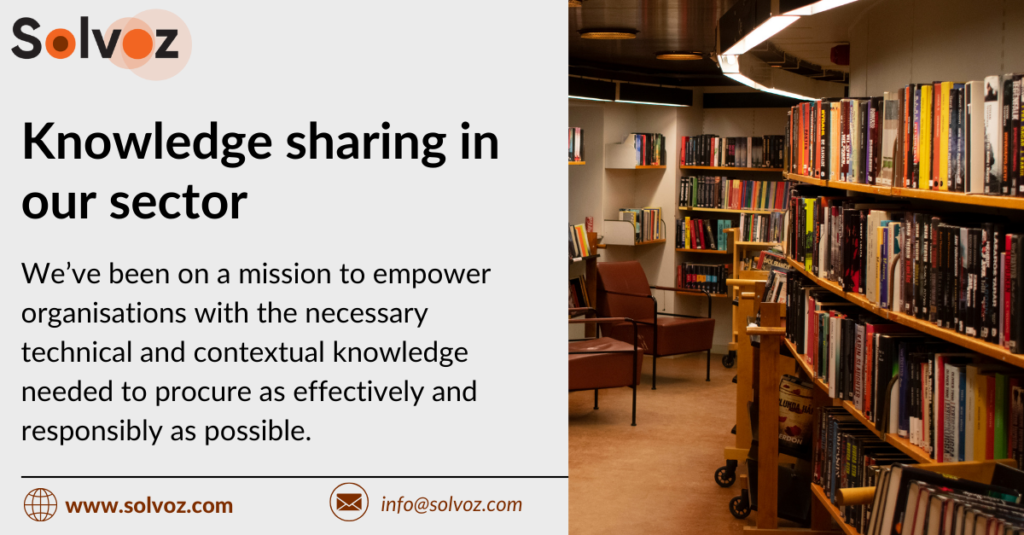 Solvoz
Knowledge sharing in
our sector
We’ve been on a mission to empower
organisations with the necessary
technical and contextual knowledge
needed to procure as effectively and
responsibly as possible.
www.solvoz.com
info@solvoz.com